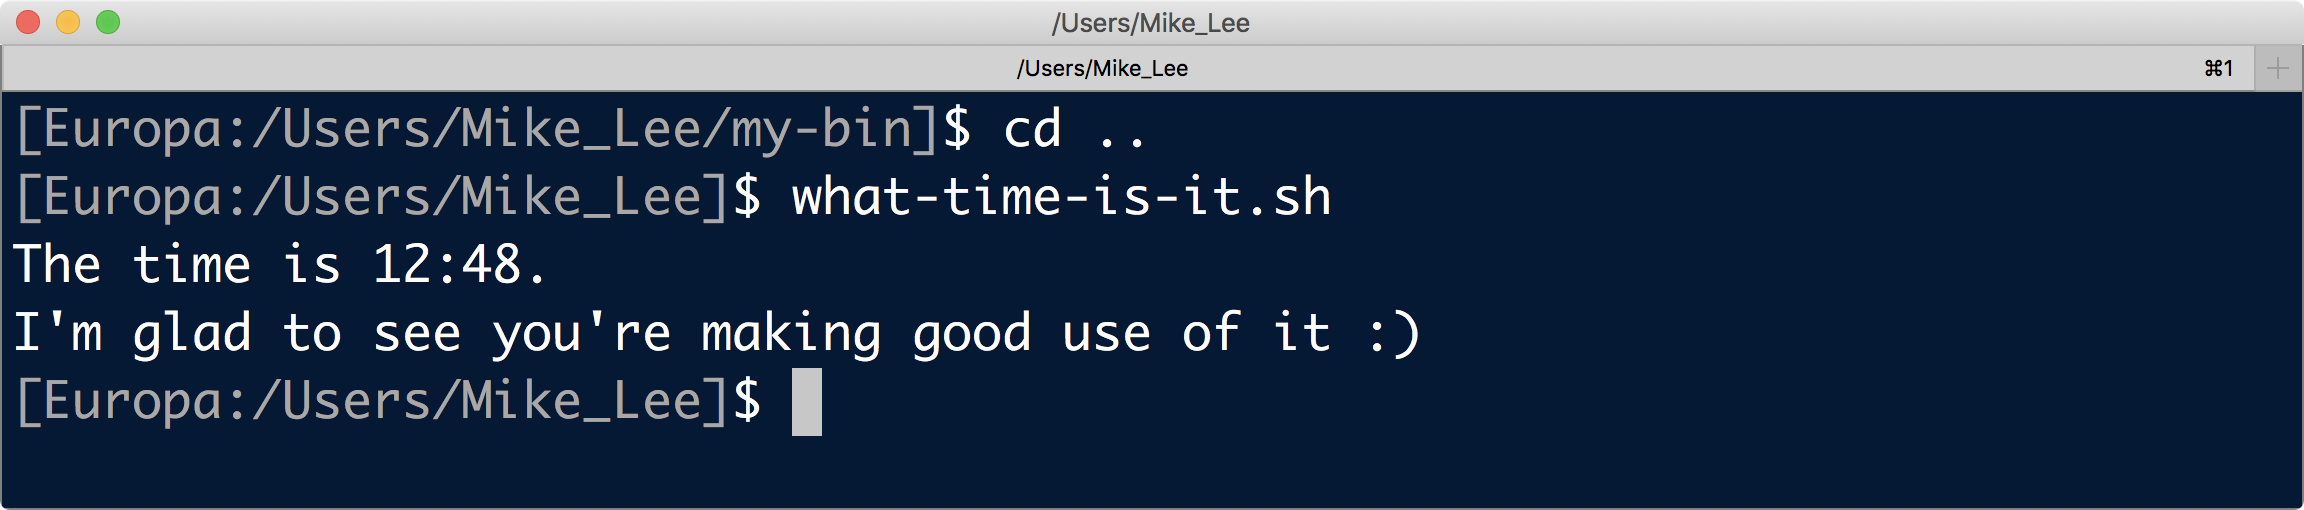 /Users/Mike_Lee
/Users/Mike_Lee ⌘1
[Europa:/Users/Mike_Lee/my-bin]$ cd ..
[Europa:/Users/Mike_Lee]$ what-time-is-it.sh
The time is 12:48.
I'm glad to see you're making good use of it :)
[Europa:/Users/Mike_Lee]$